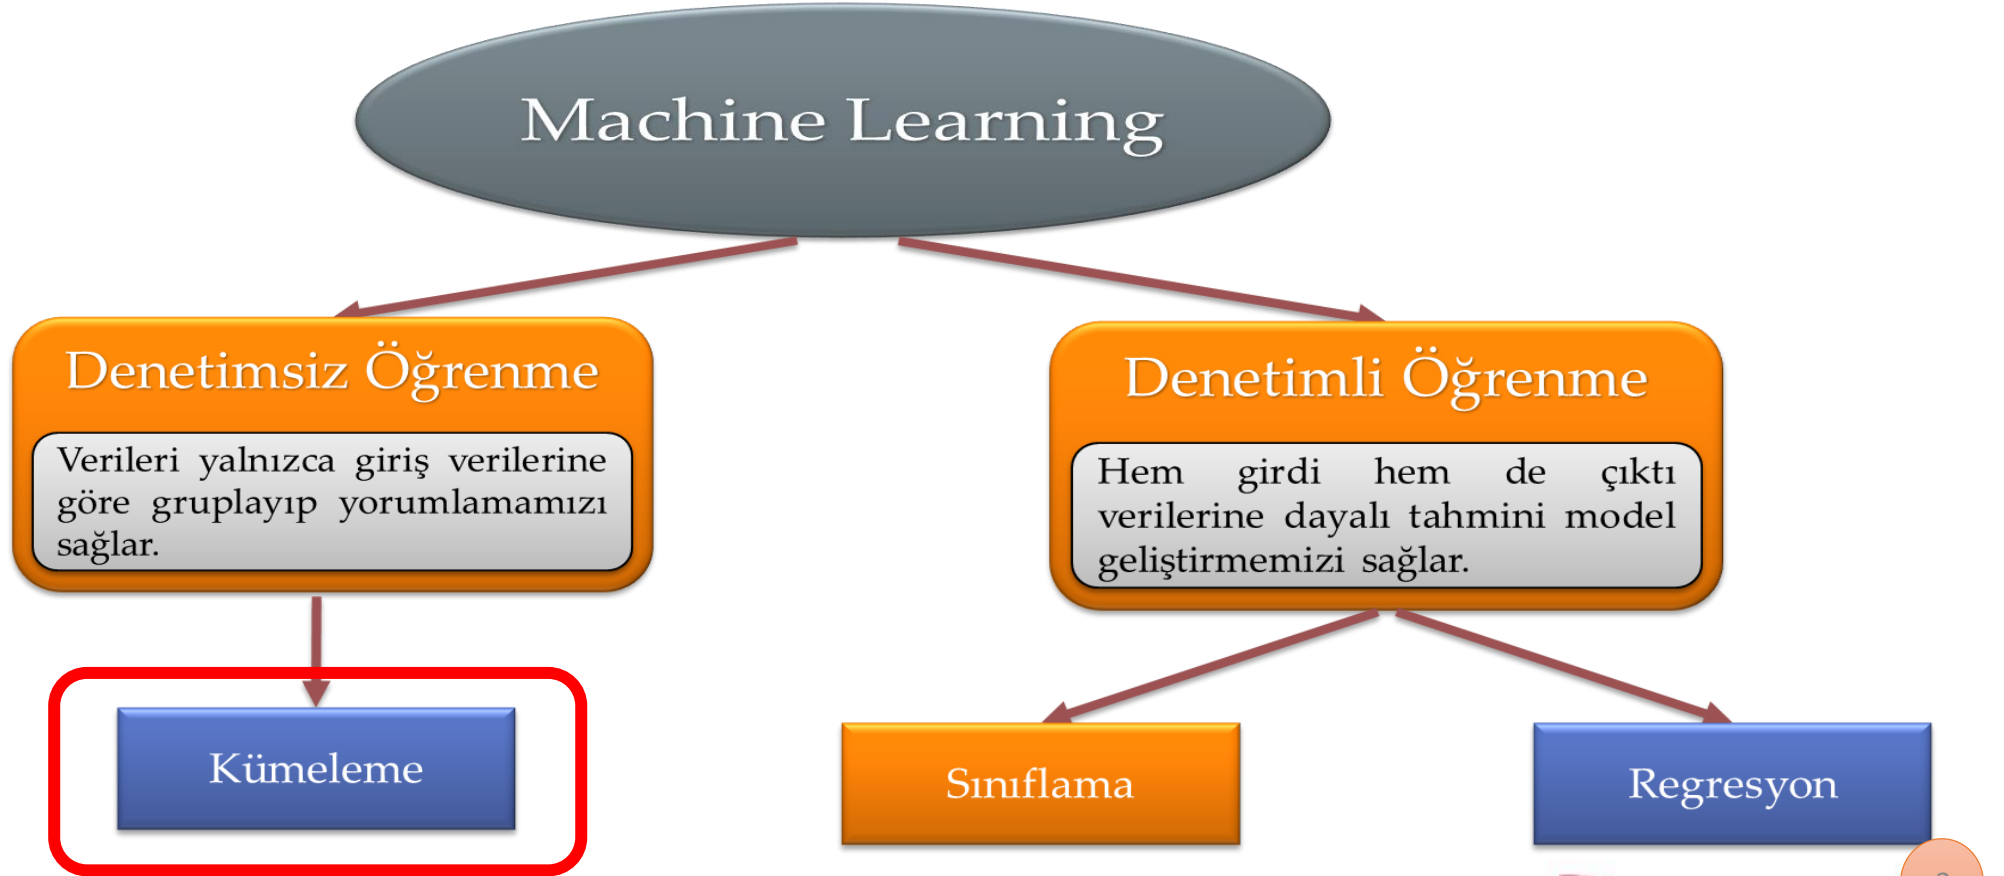 Machine Learning
Denetimsiz Öğrenme
Verileri yalnızca giriş verilerine
göre gruplayıp yorumlamamızı
sağlar.
Denetimli Öğrenme
Hem girdi hem de çıktı
verilerine dayalı tahmini model
geliştirmemizi sağlar.
Kümeleme
Sınıflama
Regresyon